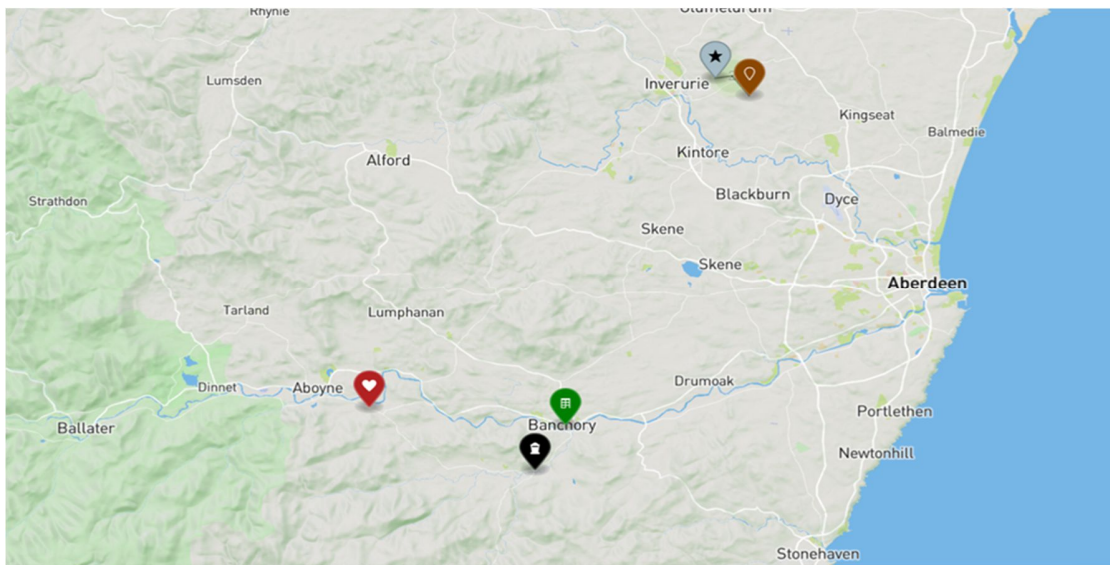 Rhynie
Oldmeldrum
Lumsden
Inverurie
Kingseat
Balmedie
Kintore
Alford
Blackburn
Strathdon
Dyce
Skene
Skene
Aberdeen
Tarland
Lumphanan
Drumoak
Dinnet
Aboyne
Portlethen
Banchory
Ballater
Newtonhill
Stonehaven